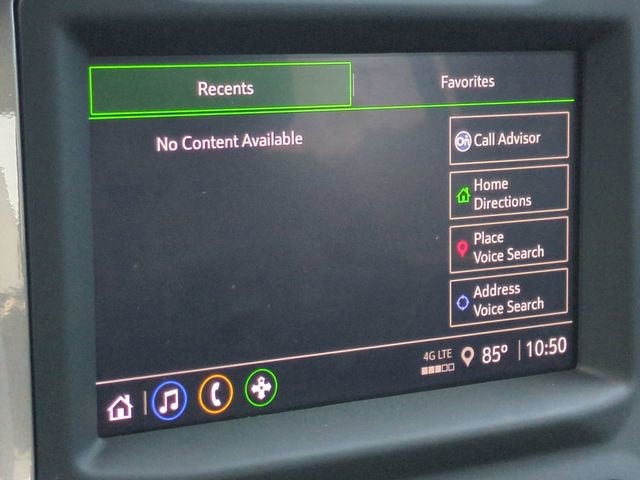 Recents
Favorites
No Content Available
On
Call Advisor
Home
Directions
Place
Voice Search
Address
Voice Search
4G LTE
85°
10:50